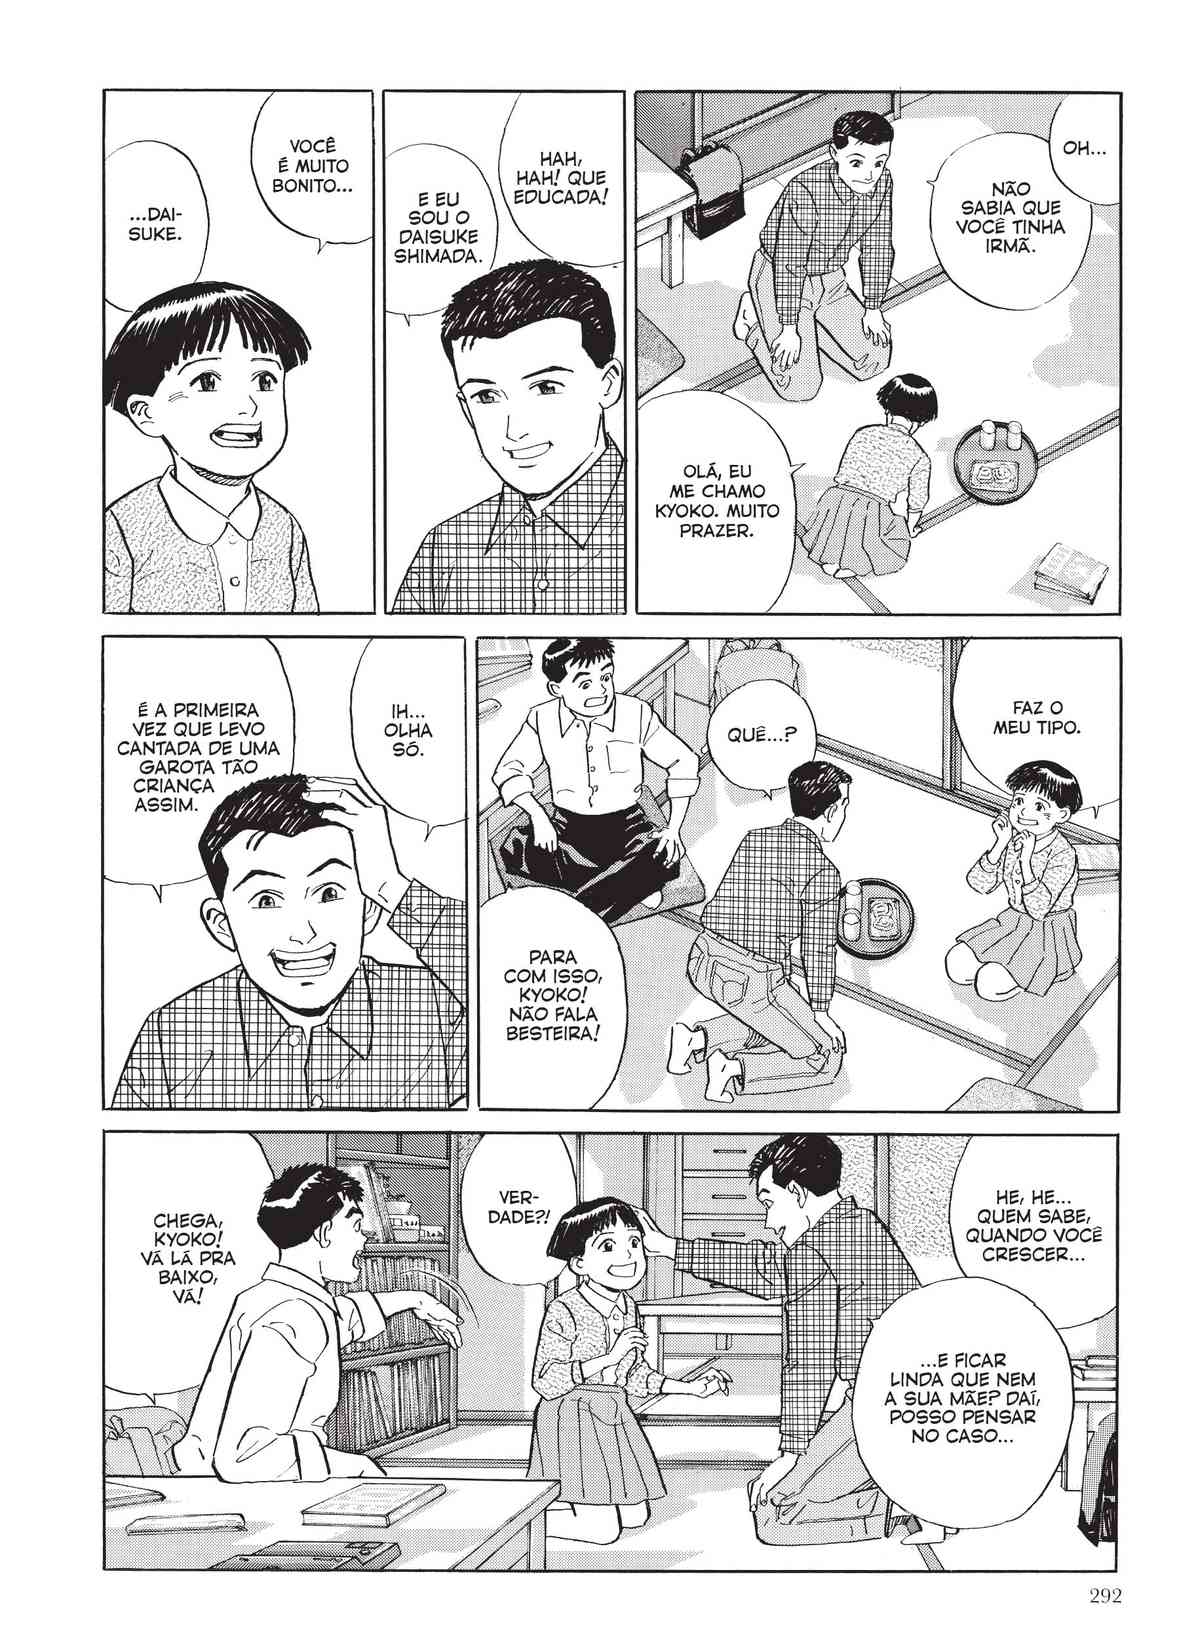 OH...
NÃO
SABIA QUE
VOCÊ TINHA
IRMÃ.
OLÁ, EU
ME CHAMO
KYOKO. MUITO
PRAZER.
HAH,
HAH! QUE
EDUCADA!
E EU
SOU O
DAISUKE
SHIMADA.
VOCÊ
É MUITO
BONITO...
...DAI-
SUKE.
FAZ O
MEU TIPO.
QUÊ...?
PARA
COM ISSO,
KYOKO!
NÃO FALA
BESTEIRA!
IH...
OLHA
SÓ.
É A PRIMEIRA
VEZ QUE LEVO
CANTADA DE UMA
GAROTA TÃO
CRIANÇA
ASSIM.
HE, HE...
QUEM SABE,
QUANDO VOCÊ
CRESCER...
...E FICAR
LINDA QUE NEM
A SUA MÃE? DAÍ,
POSSO PENSAR
NO CASO...
VER-
DADE?!
CHEGA,
KYOKO!
VÁ LÁ PRA
BAIXO,
VÁ!
292